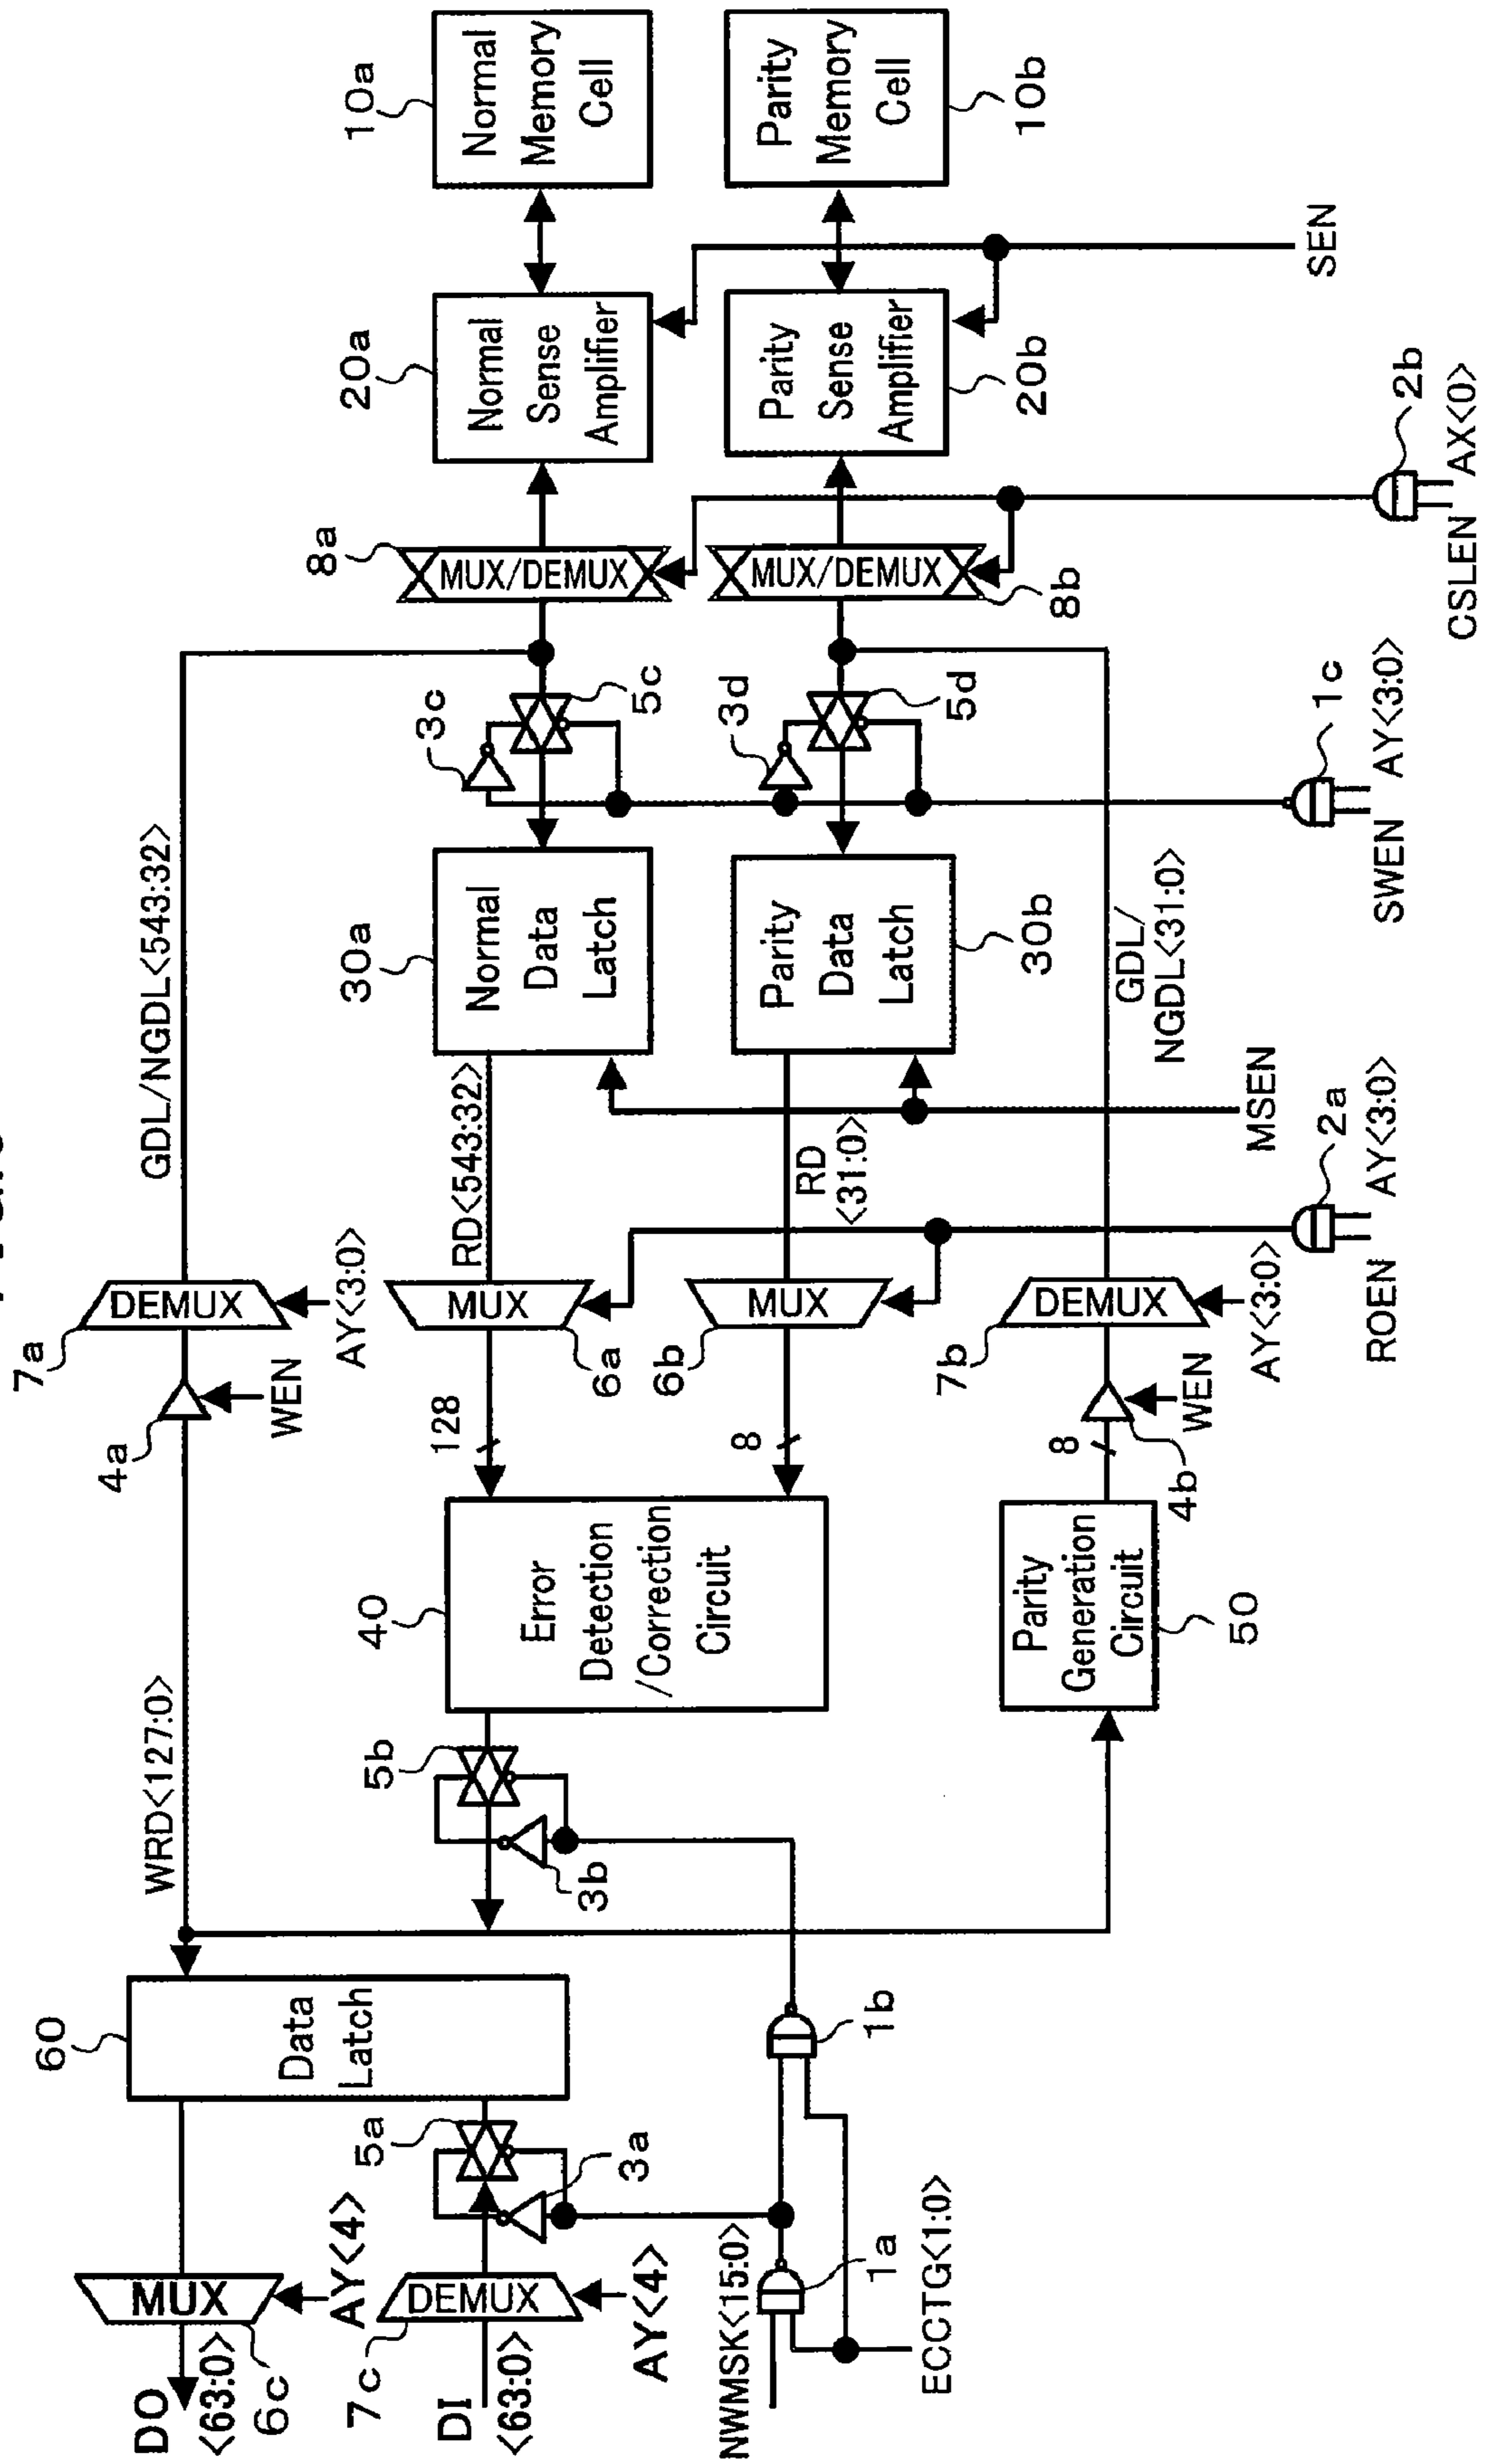 10a
Normal
Memory
Cell
Parity
Memory
Cell
10b
20a
Normal
Sense
Amplifier
Parity
Sense
Amplifier
20b
SEN
8a
MUX/DEMUX
MUX/DEMUX
8b
2b
CSLEN AX<0>
GDL/NGDL<543:32>
3c
5c
3d
5d
1c
SWEN AY<3:0>
30a
Normal
Data
Latch
Parity
Data
Latch
30b
GDL/
NGDL<31:0>
RD<543:32>
RD
<31:0>
MSEN
7a
DEMUX
AY<3:0>
MUX
6a
MUX
6b
7b
DEMUX
AY<3:0>
2a
ROEN AY<3:0>
4a
WEN
128
8
8
4b
WEN
WRD<127:0>
40
Error
Detection
/Correction
Circuit
Parity
Generation
Circuit
50
5b
3b
60
Data
Latch
1b
5a
3a
MUX
6c
AY<4>
DO
<63:0>
7c
DEMUX
AY<4>
DI
<63:0>
NWMSK<15:0>
1a
ECCTG<1:0>